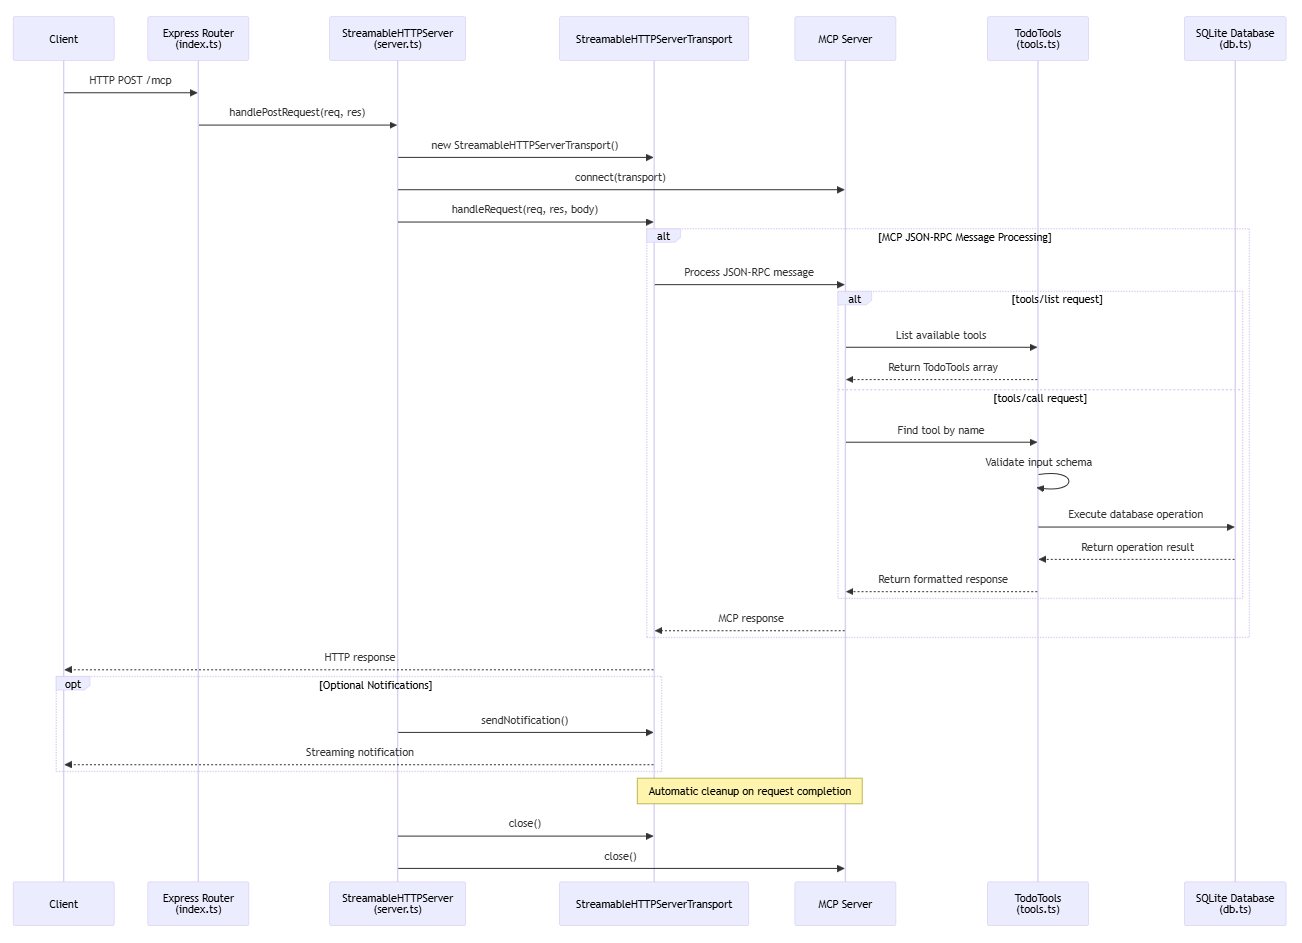 Client
Express Router
(index.ts)
StreamableHTTPServer
(server.ts)
StreamableHTTPServerTransport
MCP Server
TodoTools
(tools.ts)
SQLite Database
(db.ts)
HTTP POST /mcp
handlePostRequest(req, res)
new StreamableHTTPServerTransport()
connect(transport)
handleRequest(req, res, body)
alt
[MCP JSON-RPC Message Processing]
Process JSON-RPC message
alt
[tools/list request]
List available tools
Return TodoTools array
[tools/call request]
Find tool by name
Validate input schema
Execute database operation
Return operation result
Return formatted response
MCP response
HTTP response
opt
[Optional Notifications]
sendNotification()
Streaming notification
Automatic cleanup on request completion
close()
close()
Client
Express Router
(index.ts)
StreamableHTTPServer
(server.ts)
StreamableHTTPServerTransport
MCP Server
TodoTools
(tools.ts)
SQLite Database
(db.ts)